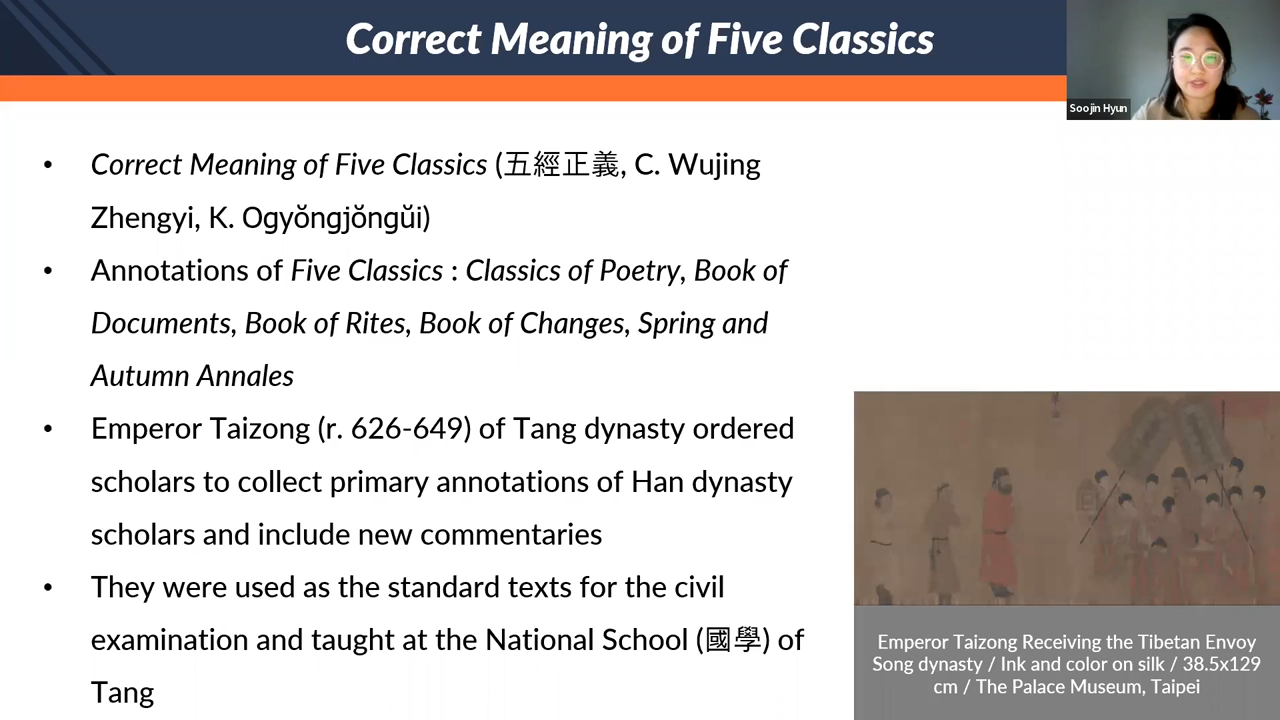 Correct Meaning of Five Classics
Soojin Hyun
• Correct Meaning of Five Classics (五經正義, C. Wujing
Zhengyi, K. Ogyŏngjŏngŭi)
• Annotations of Five Classics : Classics of Poetry, Book of
Documents, Book of Rites, Book of Changes, Spring and
Autumn Annales
• Emperor Taizong (r. 626-649) of Tang dynasty ordered
scholars to collect primary annotations of Han dynasty
scholars and include new commentaries
• They were used as the standard texts for the civil
examination and taught at the National School (國學) of
Tang
Emperor Taizong Receiving the Tibetan Envoy
Song dynasty / Ink and color on silk / 38.5x129
cm / The Palace Museum, Taipei